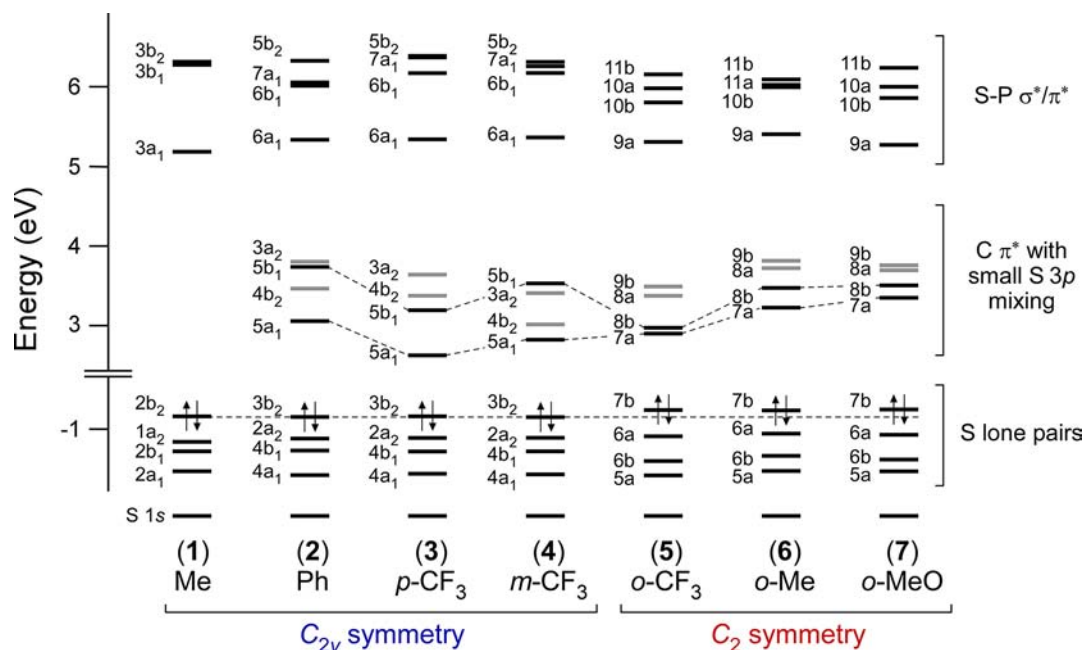 Energy (eV)
6
5
4
3
-1
3b2
3b1
3a1
2b2
1a2
2b1
2a1
S 1s
5b2
7a1
6b1
6a1
3a2
5b1
4b2
5a1
3b2
2a2
4b1
4a1
5b2
7a1
6b1
6a1
3a2
4b2
5b1
5a1
3b2
2a2
4b1
4a1
5b2
7a1
6b1
6a1
5b1
3a2
4b2
5a1
3b2
2a2
4b1
4a1
11b
10a
10b
9a
9b
8a
8b
7a
7b
6a
6b
5a
11b
11a
10b
9a
9b
8a
8b
7a
7b
6a
6b
5a
11b
10a
10b
9a
9b
8a
8b
7a
7b
6a
6b
5a
S-P σ*/π*
C π* with
small S 3p
mixing
S lone pairs
(1) (2) (3) (4) (5) (6) (7)
Me Ph p-CF3 m-CF3 o-CF3 o-Me o-MeO
C2v symmetry C2 symmetry